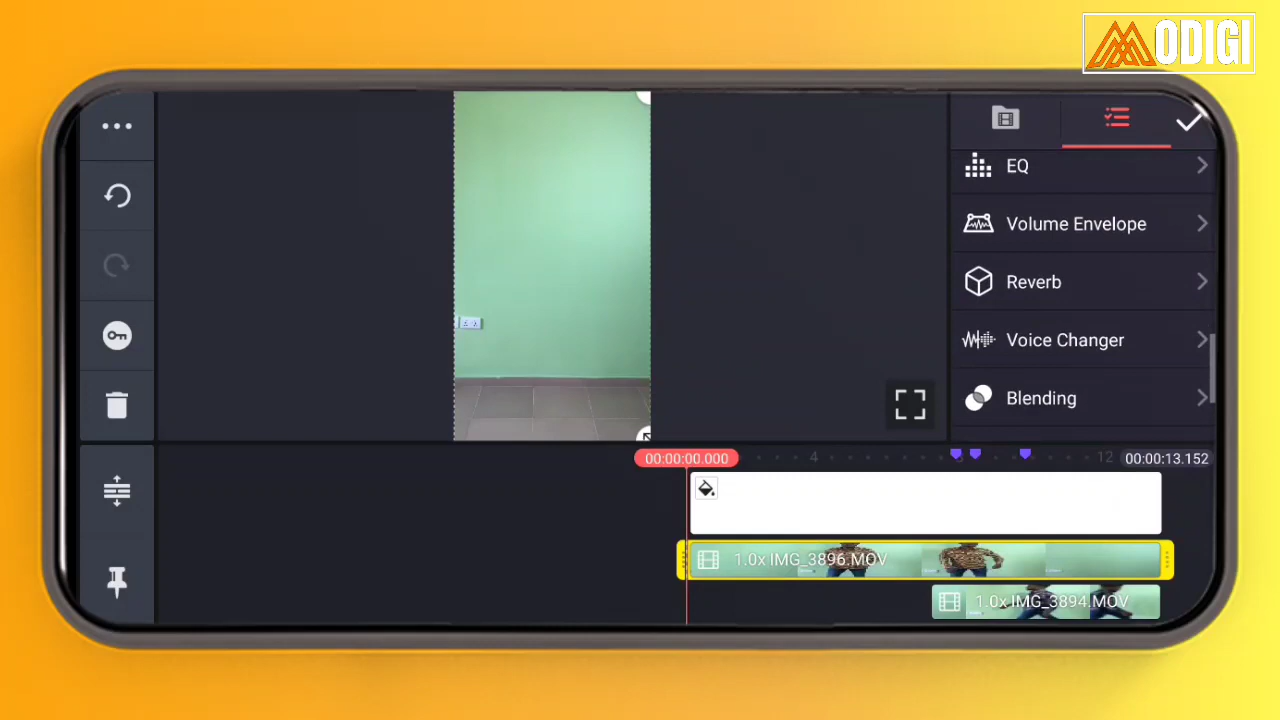 MODIGI
EQ
Volume Envelope
Reverb
Voice Changer
Blending
00:00:00.000
4
12
00:00:13.152
1.0x IMG_3896.MOV
1.0x IMG_3894.MOV